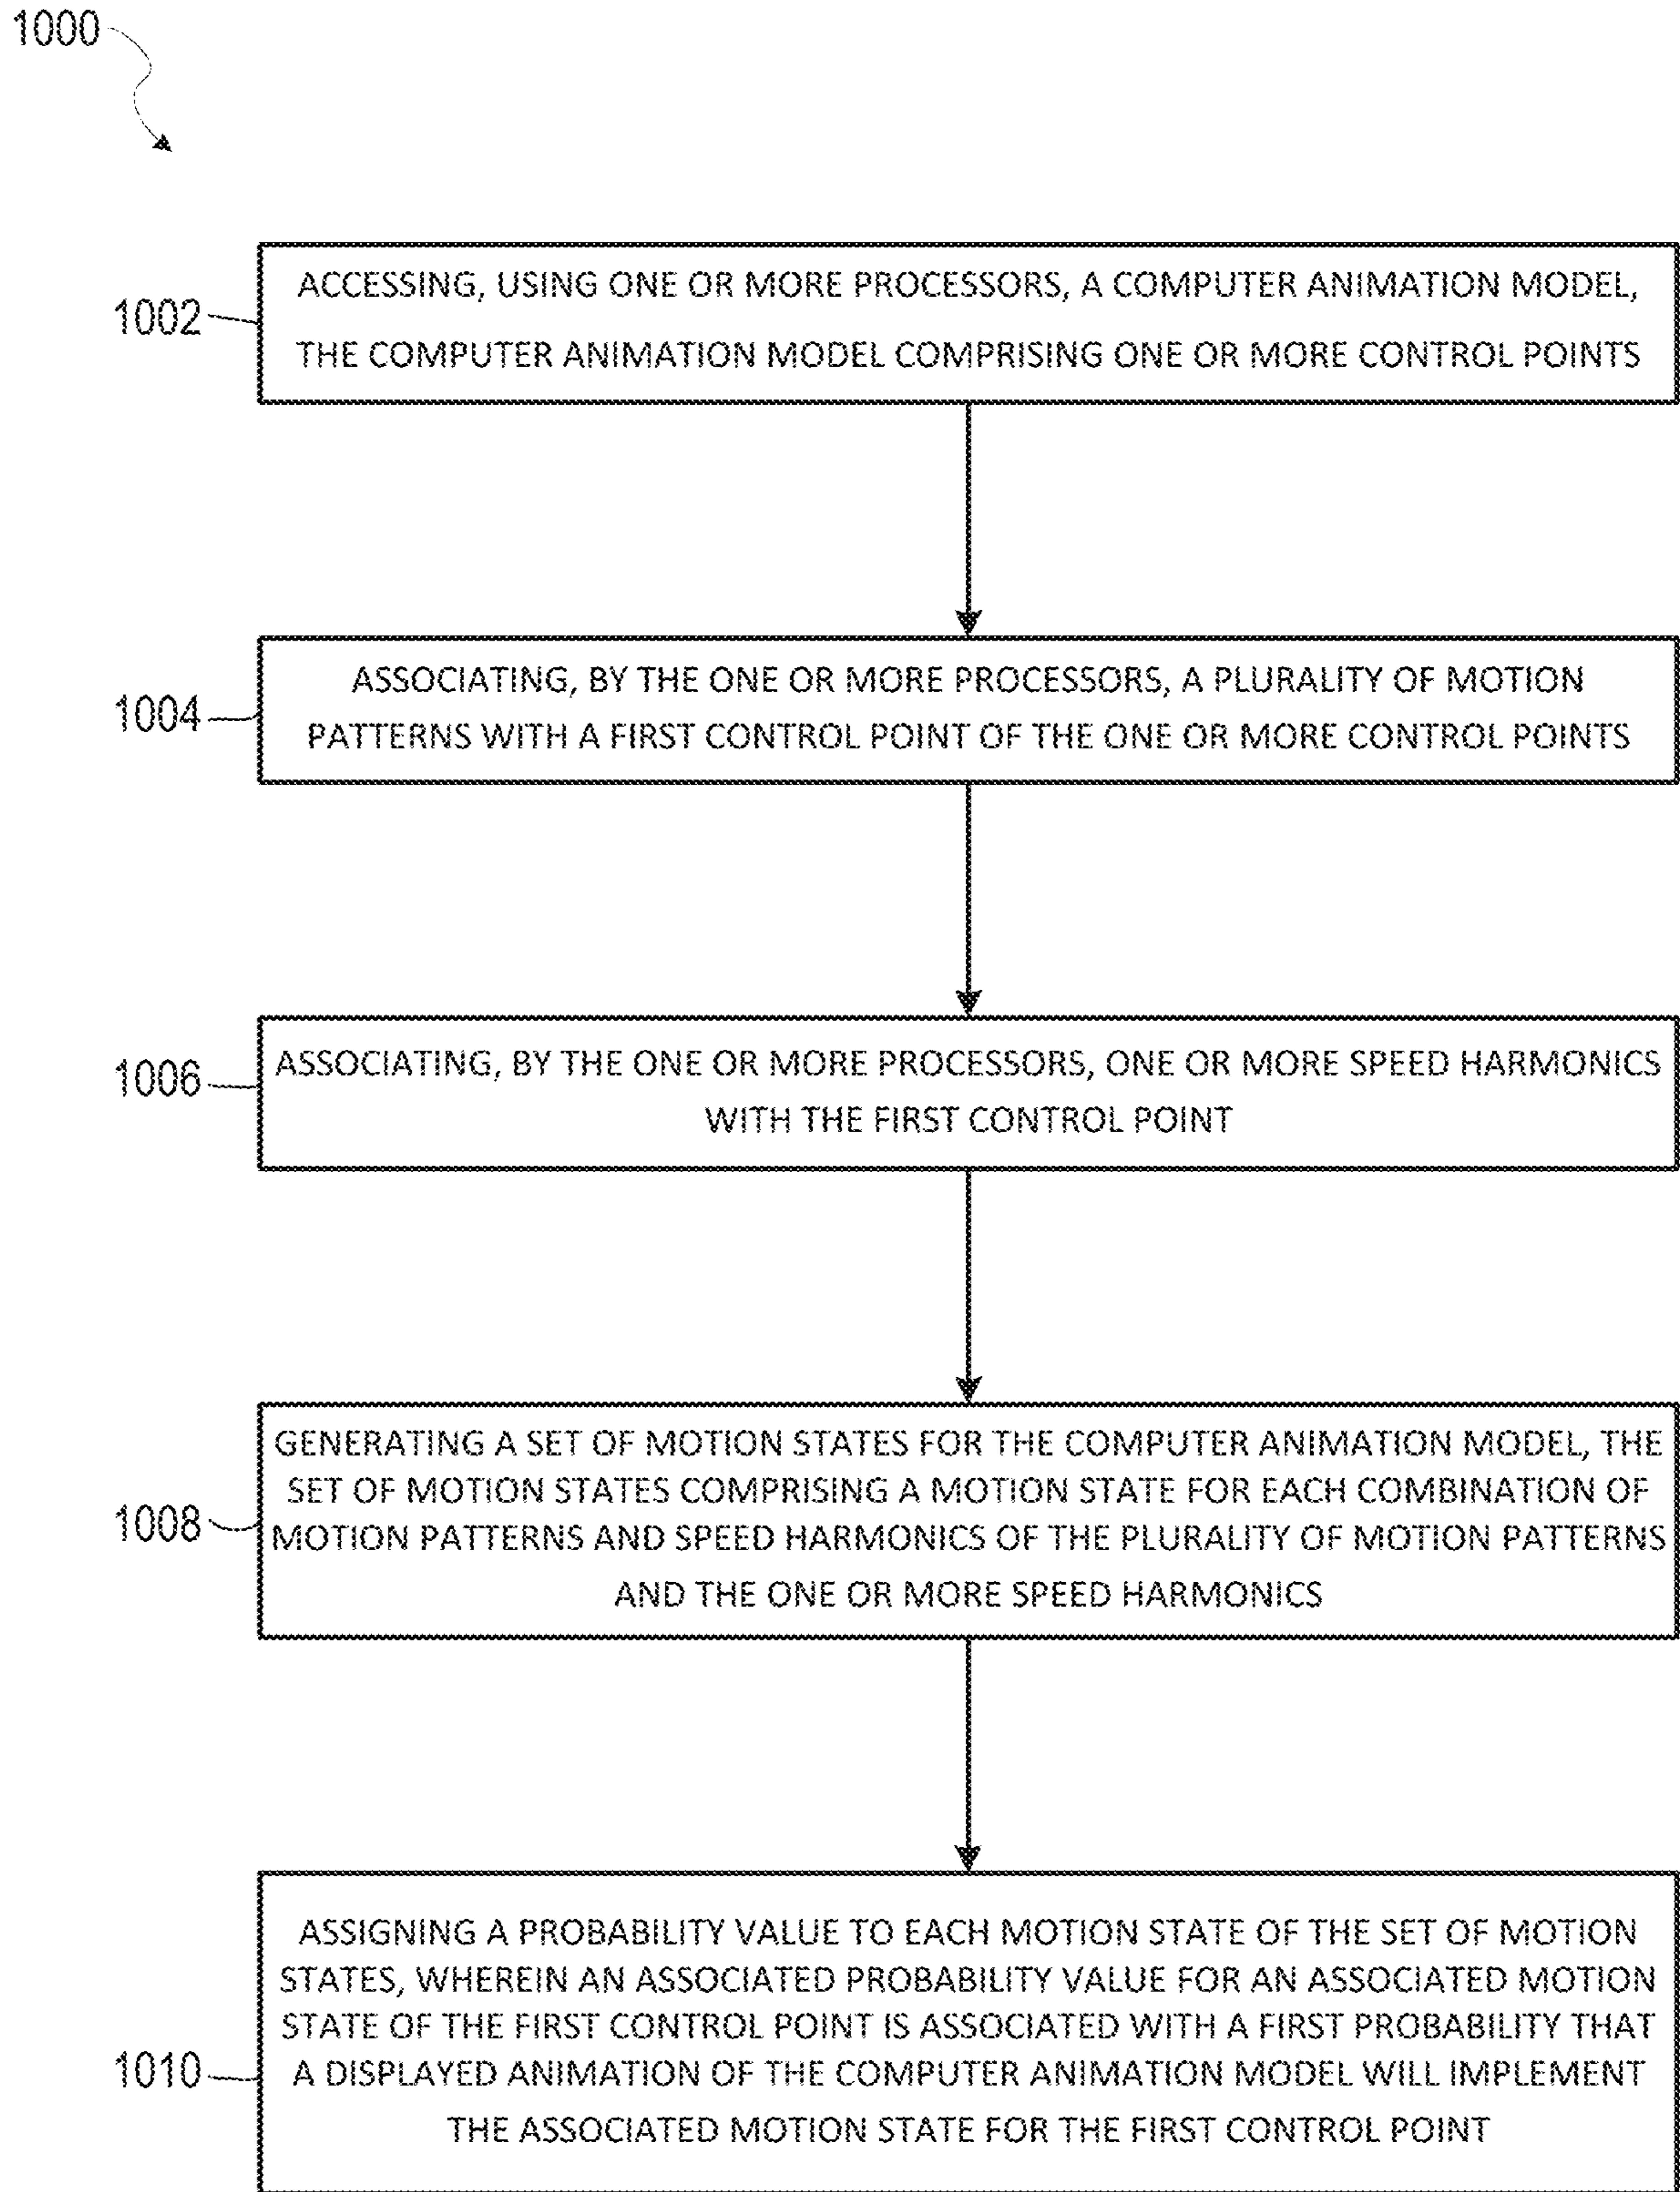 1000
1002
ACCESSING, USING ONE OR MORE PROCESSORS, A COMPUTER ANIMATION MODEL,
THE COMPUTER ANIMATION MODEL COMPRISING ONE OR MORE CONTROL POINTS
1004
ASSOCIATING, BY THE ONE OR MORE PROCESSORS, A PLURALITY OF MOTION
PATTERNS WITH A FIRST CONTROL POINT OF THE ONE OR MORE CONTROL POINTS
1006
ASSOCIATING, BY THE ONE OR MORE PROCESSORS, ONE OR MORE SPEED HARMONICS
WITH THE FIRST CONTROL POINT
1008
GENERATING A SET OF MOTION STATES FOR THE COMPUTER ANIMATION MODEL, THE
SET OF MOTION STATES COMPRISING A MOTION STATE FOR EACH COMBINATION OF
MOTION PATTERNS AND SPEED HARMONICS OF THE PLURALITY OF MOTION PATTERNS
AND THE ONE OR MORE SPEED HARMONICS
1010
ASSIGNING A PROBABILITY VALUE TO EACH MOTION STATE OF THE SET OF MOTION
STATES, WHEREIN AN ASSOCIATED PROBABILITY VALUE FOR AN ASSOCIATED MOTION
STATE OF THE FIRST CONTROL POINT IS ASSOCIATED WITH A FIRST PROBABILITY THAT
A DISPLAYED ANIMATION OF THE COMPUTER ANIMATION MODEL WILL IMPLEMENT
THE ASSOCIATED MOTION STATE FOR THE FIRST CONTROL POINT